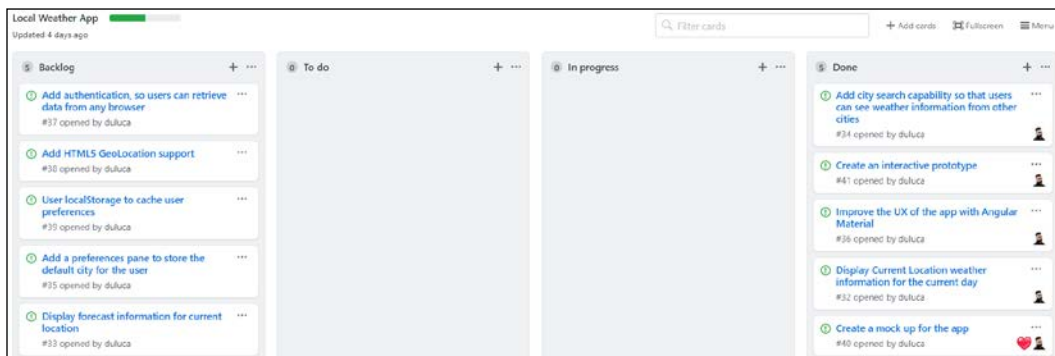 Local Weather App
Updated 4 days ago
Filter cards
+ Add cards
Fullscreen
Menu
5 Backlog + ...
Add authentication, so users can retrieve ...
data from any browser
#37 opened by duluca
Add HTML5 GeoLocation support ...
#38 opened by duluca
User localStorage to cache user ...
preferences
#39 opened by duluca
Add a preferences pane to store the ...
default city for the user
#35 opened by duluca
Display forecast information for current ...
location
#33 opened by duluca
0 To do + ...
0 In progress + ...
5 Done + ...
Add city search capability so that users ...
can see weather information from other
cities
#34 opened by duluca
Create an interactive prototype ...
#41 opened by duluca
Improve the UX of the app with Angular ...
Material
#36 opened by duluca
Display Current Location weather ...
information for the current day
#32 opened by duluca
Create a mock up for the app ...
#40 opened by duluca